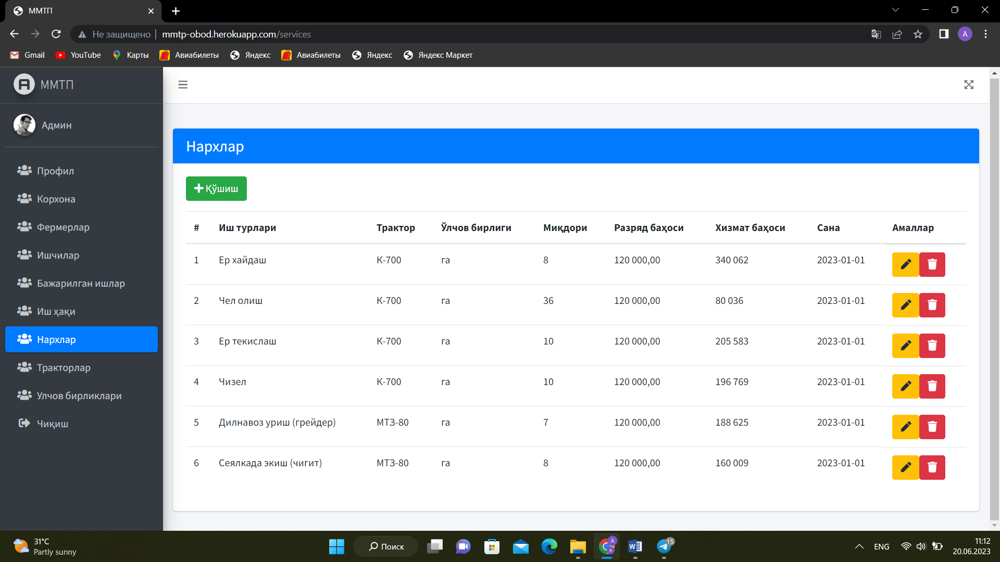 ММТП
Не защищено mmtp-obod.herokuapp.com/services
A
Gmail YouTube Карты Авиабилеты Яндекс Авиабилеты Яндекс Яндекс Маркет
ММТП
Админ
Профил
Корхона
Фермерлар
Ишчилар
Бажарилган ишлар
Иш ҳақи
Нархлар
Тракторлар
Улчов бирликлари
Чиқиш
Нархлар
Қўшиш
# Иш турлари Трактор Ўлчов бирлиги Миқдори Разряд баҳоси Хизмат баҳоси Сана Амаллар
1 Ер хайдаш К-700 га 8 120 000,00 340 062 2023-01-01
2 Чел олиш К-700 га 36 120 000,00 80 036 2023-01-01
3 Ер текислаш К-700 га 10 120 000,00 205 583 2023-01-01
4 Чизел К-700 га 10 120 000,00 196 769 2023-01-01
5 Дилнавоз уриш (грейдер) МТЗ-80 га 7 120 000,00 188 625 2023-01-01
6 Сеялкада экиш (чигит) МТЗ-80 га 8 120 000,00 160 009 2023-01-01
31°C
Partly sunny
Поиск
A
A
15
ENG
11:12
20.06.2023